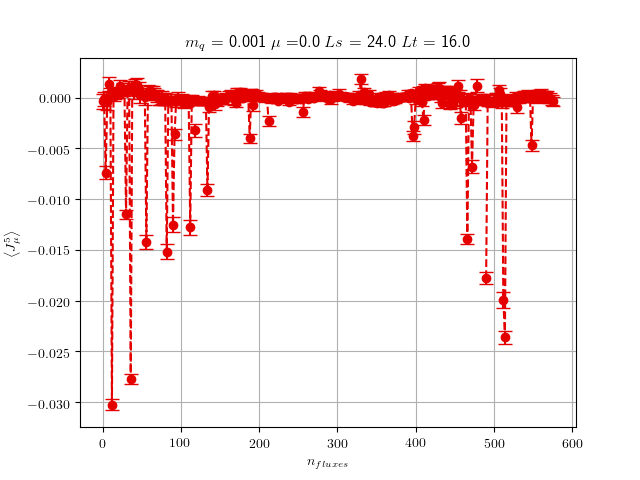 $m_q$ = 0.001 $\mu$ =0.0 $Ls$ = 24.0 $Lt$ = 16.0
0.000
−0.005
−0.010
−0.015
−0.020
−0.025
−0.030
$\langle J_\mu^5 \rangle$
0 100 200 300 400 500 600
$n_{fluxes}$